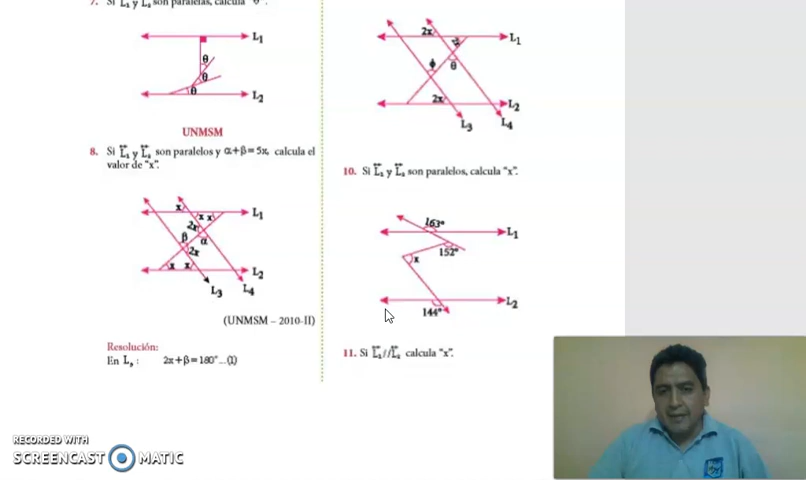 7. Si L₁ y L₂ son paralelas, calcula "θ".
L₁
θ
θ
θ
L₂
UNMSM
8. Si L₁ y L₂ son paralelos y α+β=5x, calcula el
valor de "x".
x
x x
L₁
2x
β
α
2x
x x
L₂
L₃ L₄
(UNMSM – 2010-II)
Resolución:
En L₃: 2x+β=180°...(1)
2x
L₁
ϕ
θ
2x
L₂
L₃ L₄
10. Si L₁ y L₂ son paralelos, calcula "x".
163°
L₁
152°
x
L₂
144°
11. Si L₁//L₂ calcula "x".
RECORDED WITH
SCREENCAST O MATIC